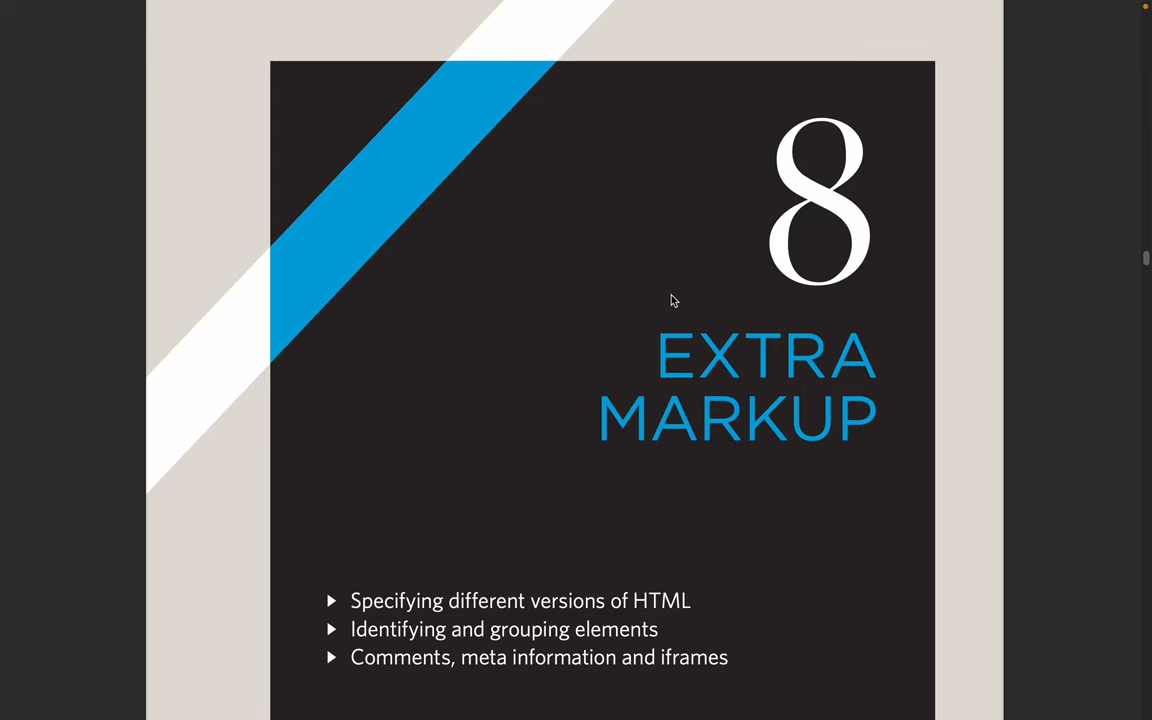 8
EXTRA
MARKUP
Specifying different versions of HTML
Identifying and grouping elements
Comments, meta information and iframes